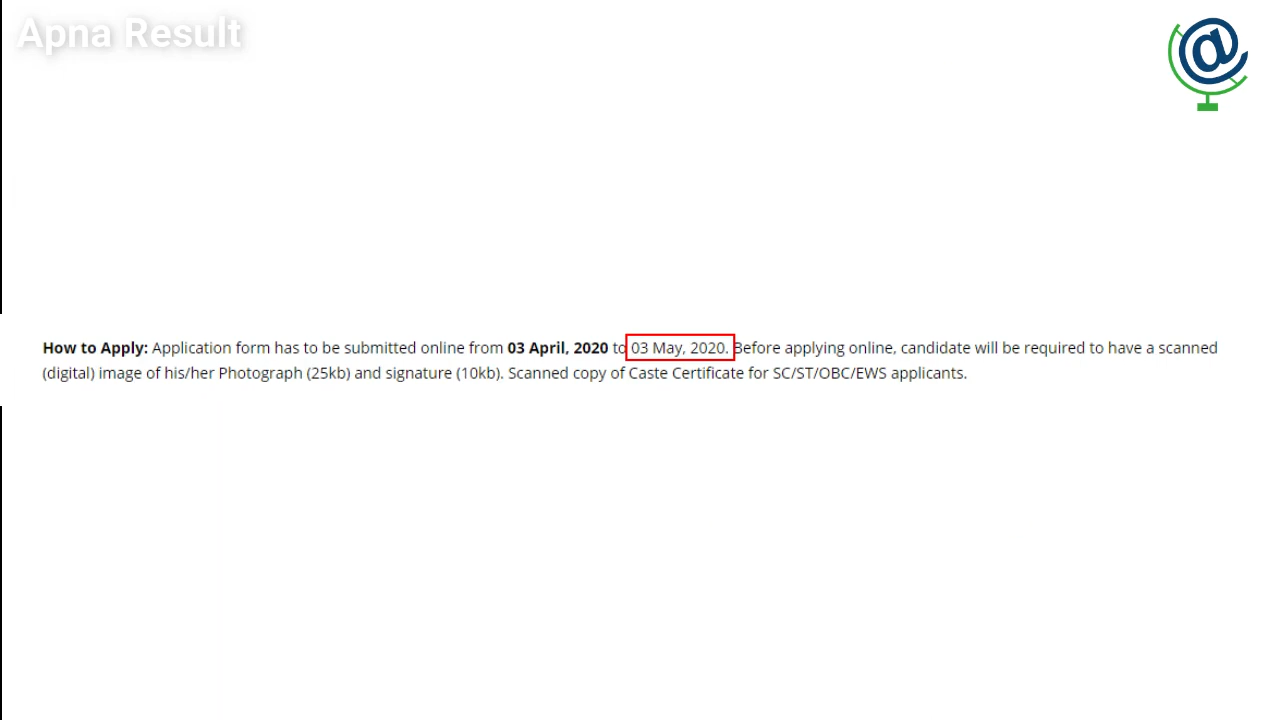 Apna Result
@
How to Apply: Application form has to be submitted online from 03 April, 2020 to 03 May, 2020. Before applying online, candidate will be required to have a scanned
(digital) image of his/her Photograph (25kb) and signature (10kb). Scanned copy of Caste Certificate for SC/ST/OBC/EWS applicants.